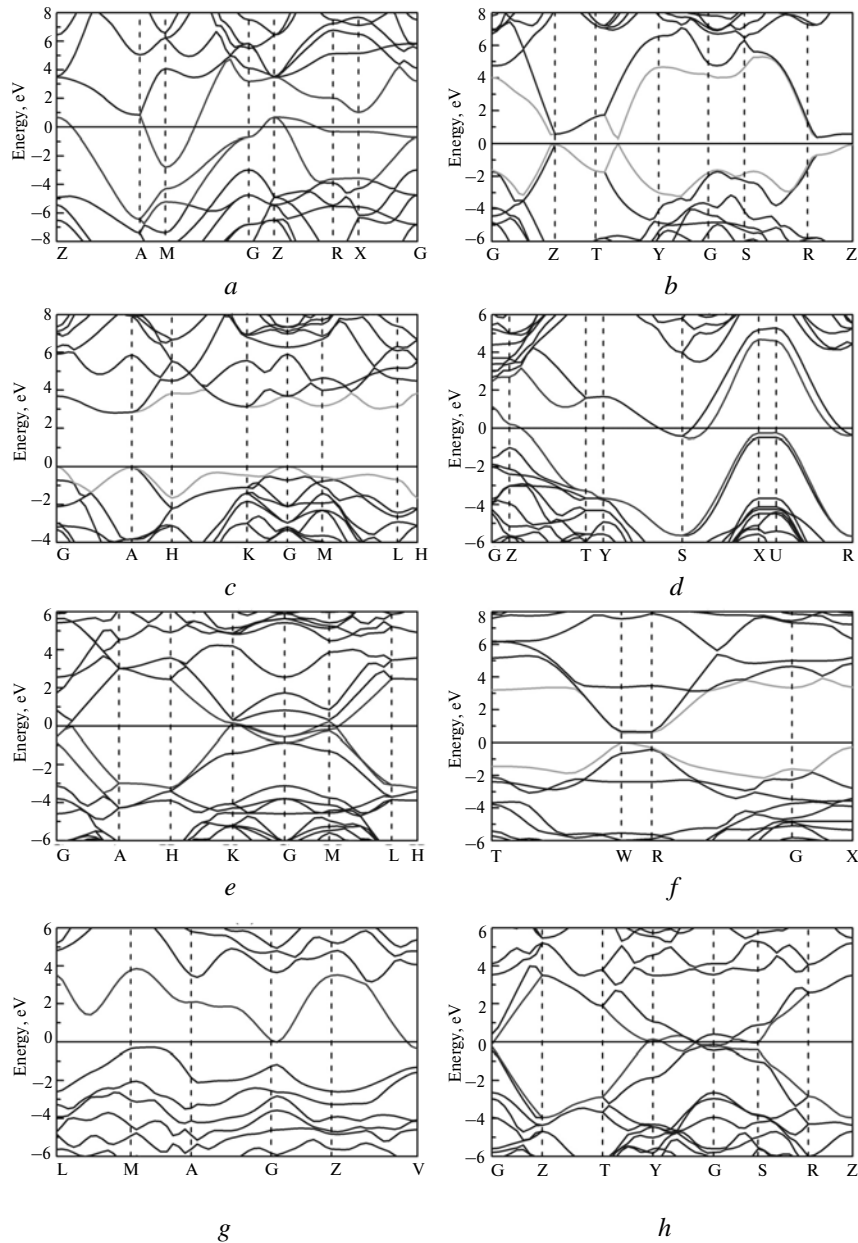 Energy, eV
8
6
4
2
0
−2
−4
−6
−8
Z A M G Z R X G
a
Energy, eV
8
6
4
2
0
−2
−4
−6
G Z T Y G S R Z
b
Energy, eV
8
6
4
2
0
−2
−4
G A H K G M L H
c
Energy, eV
6
4
2
0
−2
−4
−6
G Z T Y S X U R
d
Energy, eV
6
4
2
0
−2
−4
−6
G A H K G M L H
e
Energy, eV
8
6
4
2
0
−2
−4
−6
T W R G X
f
Energy, eV
6
4
2
0
−2
−4
−6
L M A G Z V
g
Energy, eV
6
4
2
0
−2
−4
−6
G Z T Y G S R Z
h